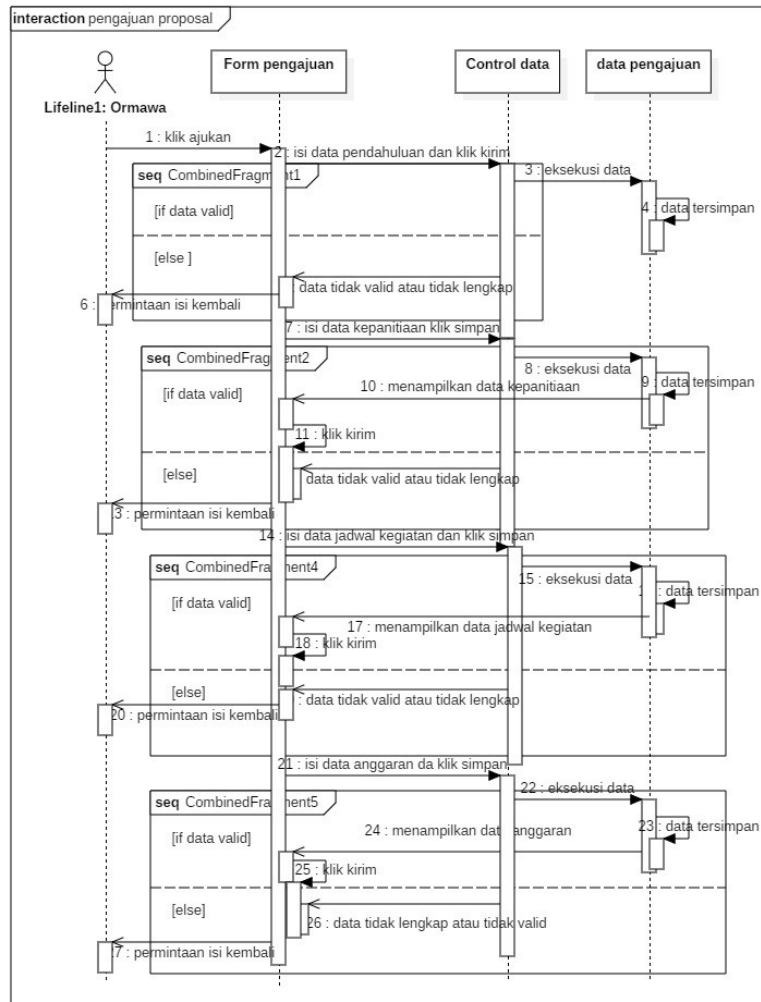 interaction pengajuan proposal
Form pengajuan
Control data
data pengajuan
Lifeline1: Ormawa
1 : klik ajukan
2 : isi data pendahuluan dan klik kirim
seq CombinedFragment1
3 : eksekusi data
[if data valid]
4 : data tersimpan
[else ]
: data tidak valid atau tidak lengkap
6 : permintaan isi kembali
7 : isi data kepanitiaan klik simpan
seq CombinedFragment2
8 : eksekusi data
9 : data tersimpan
[if data valid]
10 : menampilkan data kepanitiaan
11 : klik kirim
[else]
data tidak valid atau tidak lengkap
3 : permintaan isi kembali
14 : isi data jadwal kegiatan dan klik simpan
seq CombinedFragment4
15 : eksekusi data
[if data valid]
1 : data tersimpan
17 : menampilkan data jadwal kegiatan
18 : klik kirim
[else]
: data tidak valid atau tidak lengkap
20 : permintaan isi kembali
21 : isi data anggaran da klik simpan
seq CombinedFragment5
22 : eksekusi data
[if data valid]
24 : menampilkan data anggaran
23 : data tersimpan
25 : klik kirim
[else]
26 : data tidak lengkap atau tidak valid
7 : permintaan isi kembali